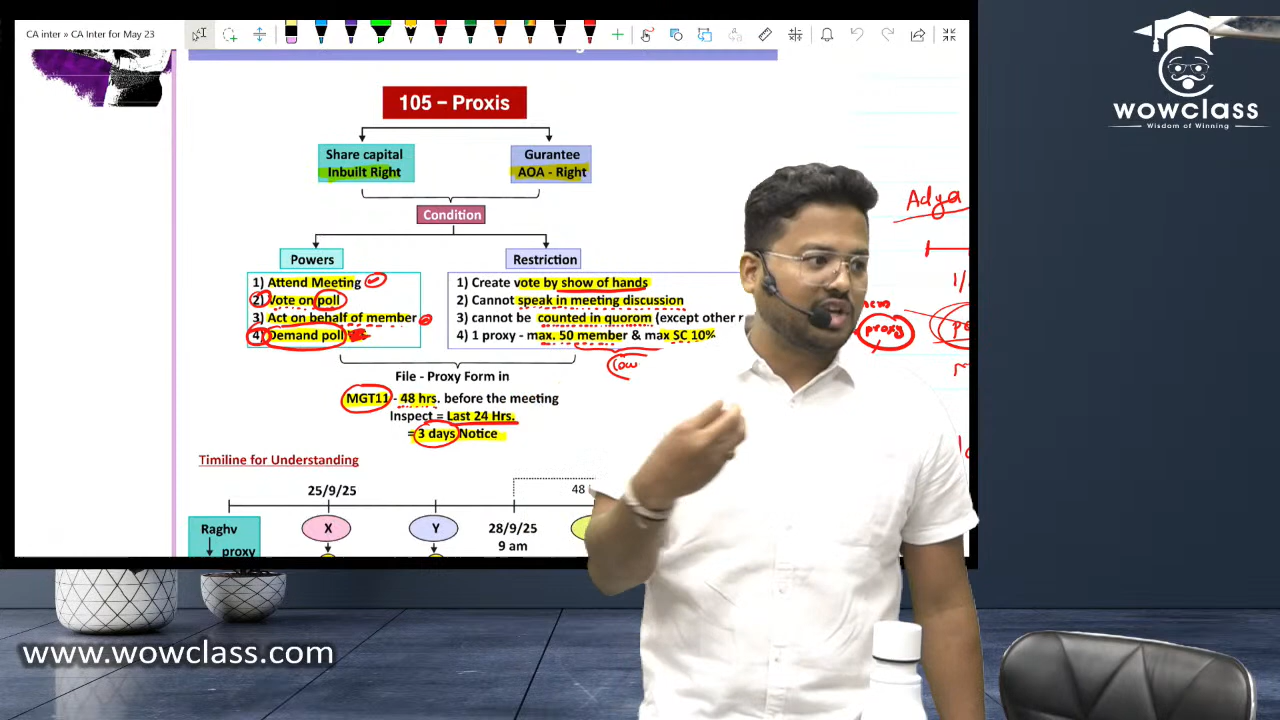 CA inter » CA Inter for May 23
wowclass
Wisdom of Winning
105 – Proxis
Share capital
Inbuilt Right
Gurantee
AOA - Right
Condition
Powers
Restriction
1) Attend Meeting
2) Vote on poll
3) Act on behalf of member
4) Demand poll
1) Create vote by show of hands
2) Cannot speak in meeting discussion
3) cannot be counted in quorom (except other
4) 1 proxy - max. 50 member & max SC 10%
low
File - Proxy Form in
MGT11 - 48 hrs. before the meeting
Inspect = Last 24 Hrs.
= 3 days Notice
Adya
1/
proxy
Timiline for Understanding
25/9/25
48
Raghv
proxy
X
Y
28/9/25
9 am
www.wowclass.com